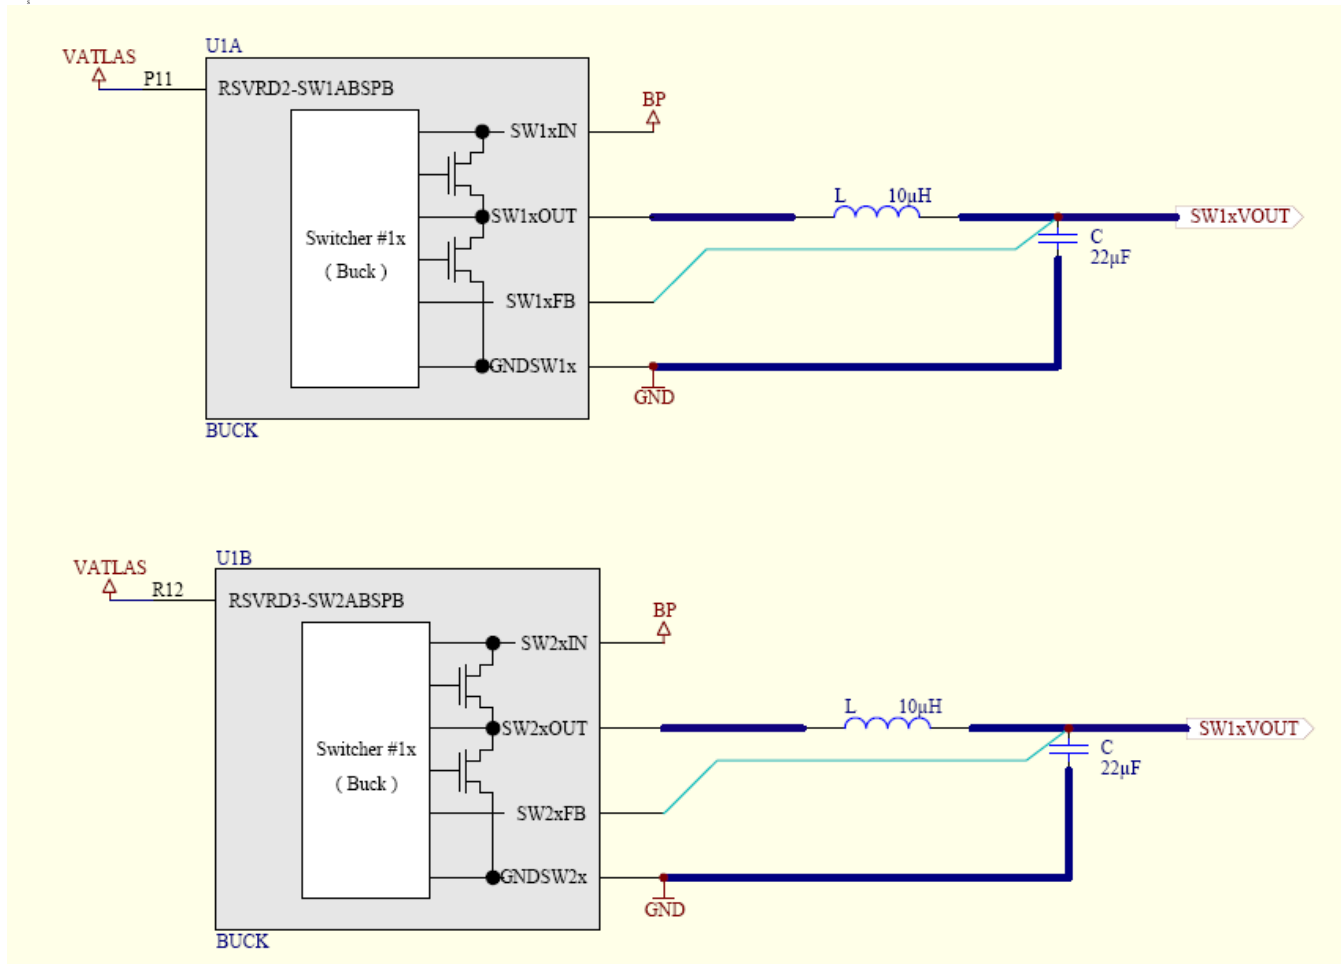 U1A
VATLAS
P11
RSVRD2-SW1ABSPB
BP
SW1xIN
L 10µH
SW1xOUT
SW1xVOUT
Switcher #1x
( Buck )
C
22µF
SW1xFB
GNDSW1x
GND
BUCK
U1B
VATLAS
R12
RSVRD3-SW2ABSPB
BP
SW2xIN
L 10µH
SW2xOUT
SW1xVOUT
Switcher #1x
( Buck )
C
22µF
SW2xFB
GNDSW2x
GND
BUCK